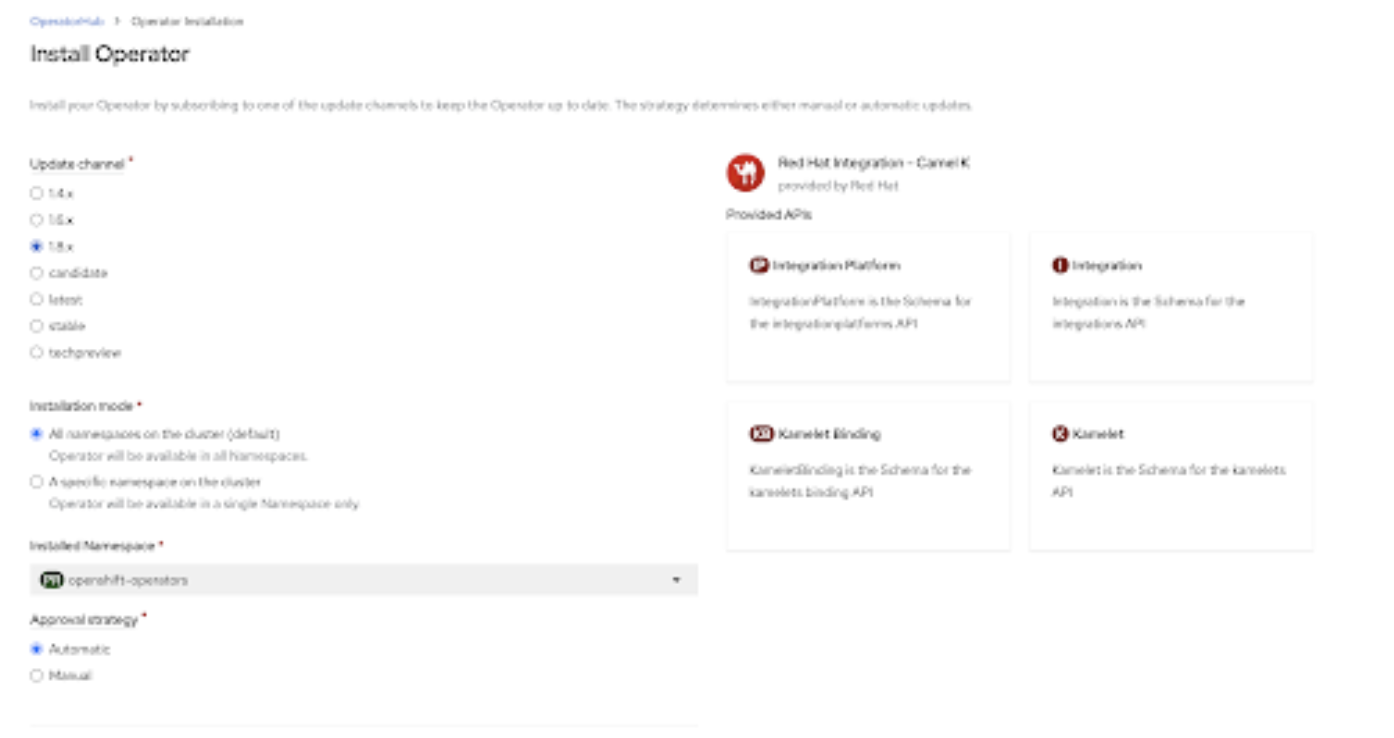 OperatorHub > Operator Installation
Install Operator
Install your Operator by subscribing to one of the update channels to keep the Operator up to date. The strategy determines either manual or automatic updates.
Update channel *
1.4.x
1.6.x
1.8.x
candidate
latest
stable
techpreview
Installation mode *
All namespaces on the cluster (default)
Operator will be available in all Namespaces.
A specific namespace on the cluster
Operator will be available in a single Namespace only.
Installed Namespace *
PR openshift-operators
Approval strategy *
Automatic
Manual
Red Hat Integration - Camel K
provided by Red Hat
Provided APIs
IP Integration Platform
IntegrationPlatform is the Schema for
the integrationplatforms API
I Integration
Integration is the Schema for the
integrations API
KB Kamelet Binding
KameletBinding is the Schema for the
kamelets binding API
K Kamelet
Kamelet is the Schema for the kamelets
API